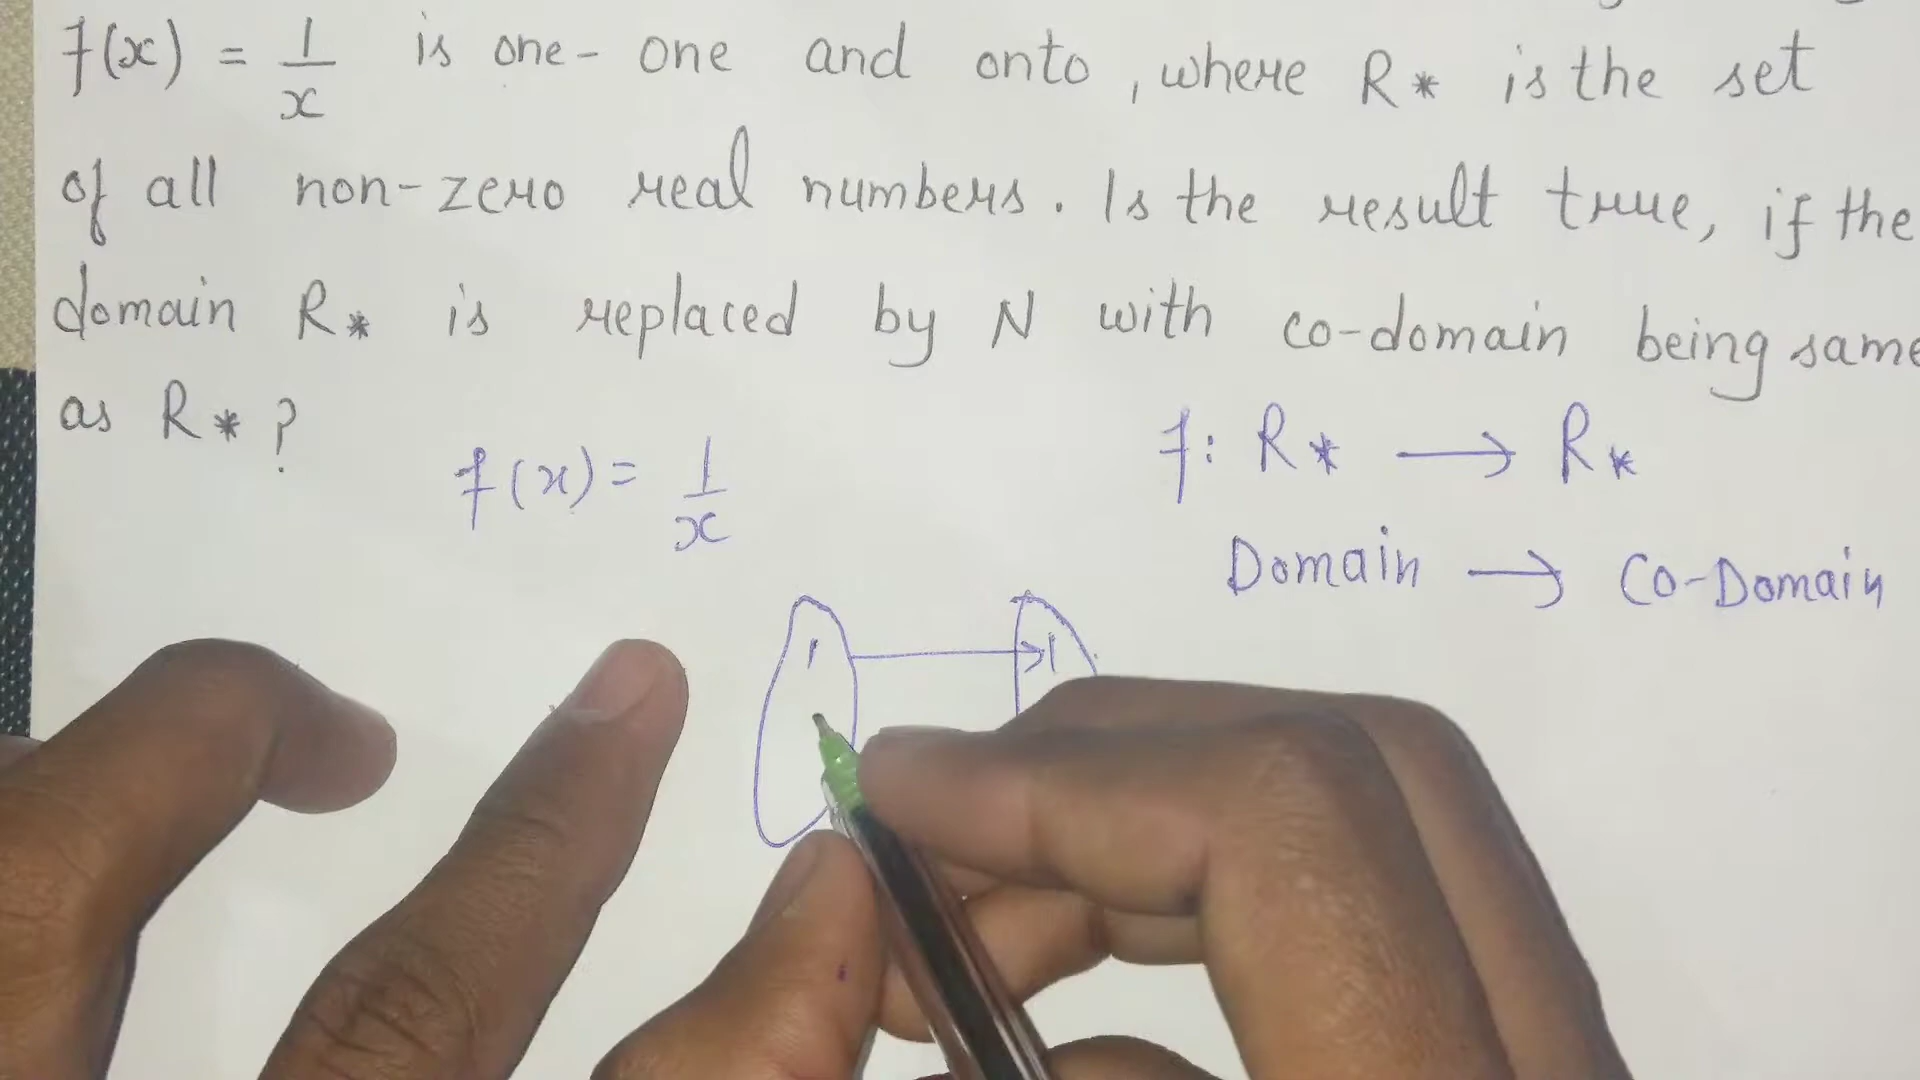 f(x) = 1/x is one-one and onto, where R* is the set
of all non-zero real numbers. Is the result true, if the
domain R* is replaced by N with co-domain being same
as R*?
f(x) = 1/x
f: R* → R*
Domain → Co-Domain
1 → 1